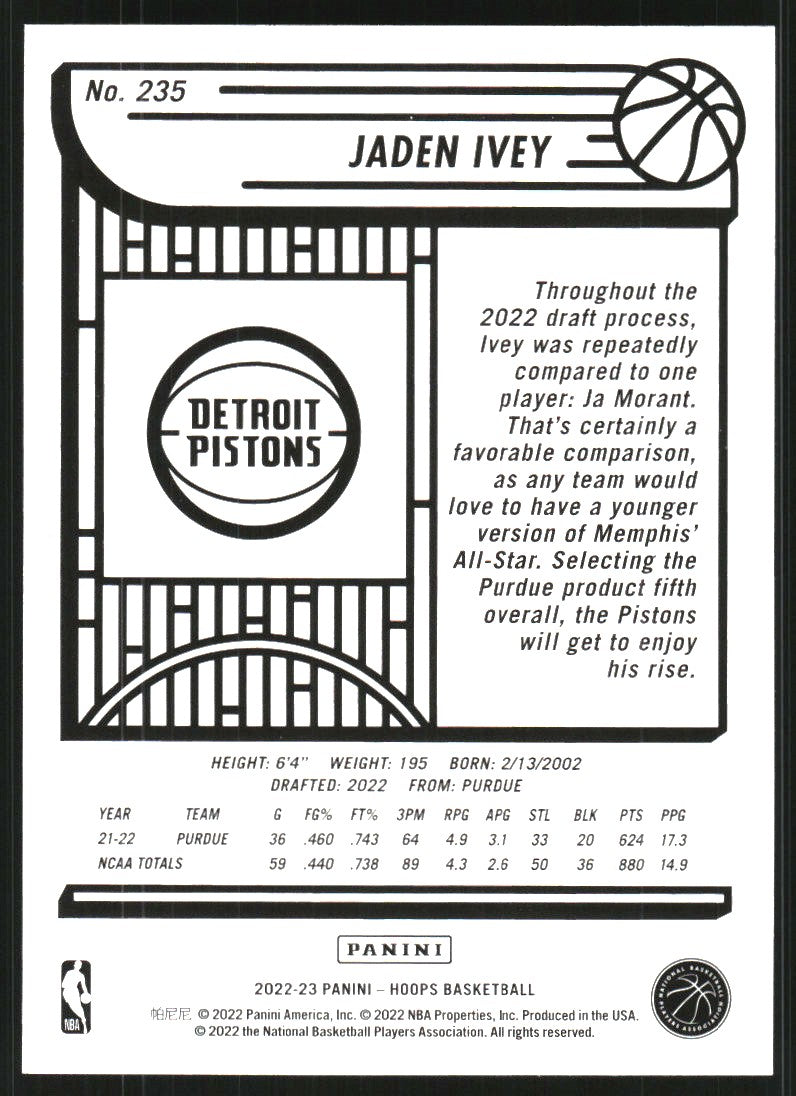 No. 235
JADEN IVEY
DETROIT
PISTONS
Throughout the
2022 draft process,
Ivey was repeatedly
compared to one
player: Ja Morant.
That's certainly a
favorable comparison,
as any team would
love to have a younger
version of Memphis'
All-Star. Selecting the
Purdue product fifth
overall, the Pistons
will get to enjoy
his rise.
HEIGHT: 6'4" WEIGHT: 195 BORN: 2/13/2002
DRAFTED: 2022 FROM: PURDUE
YEAR TEAM G FG% FT% 3PM RPG APG STL BLK PTS PPG
21-22 PURDUE 36 .460 .743 64 4.9 3.1 33 20 624 17.3
NCAA TOTALS 59 .440 .738 89 4.3 2.6 50 36 880 14.9
PANINI
NBA
NATIONAL BASKETBALL
PLAYERS ASSOCIATION
2022-23 PANINI – HOOPS BASKETBALL
帕尼尼 © 2022 Panini America, Inc. © 2022 NBA Properties, Inc. Produced in the USA.
© 2022 the National Basketball Players Association. All rights reserved.